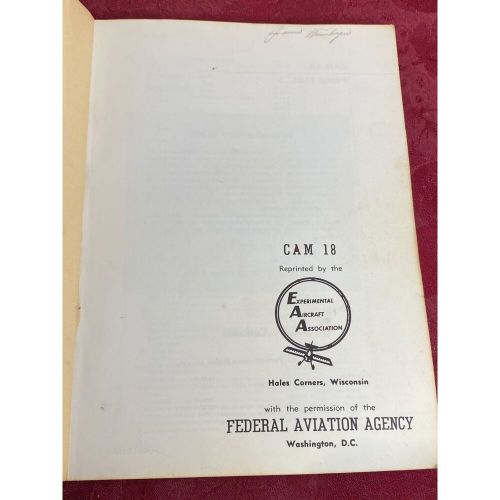 CAM 18
Reprinted by the
EXPERIMENTAL
AIRCRAFT
ASSOCIATION
Hales Corners, Wisconsin
with the permission of the
FEDERAL AVIATION AGENCY
Washington, D.C.